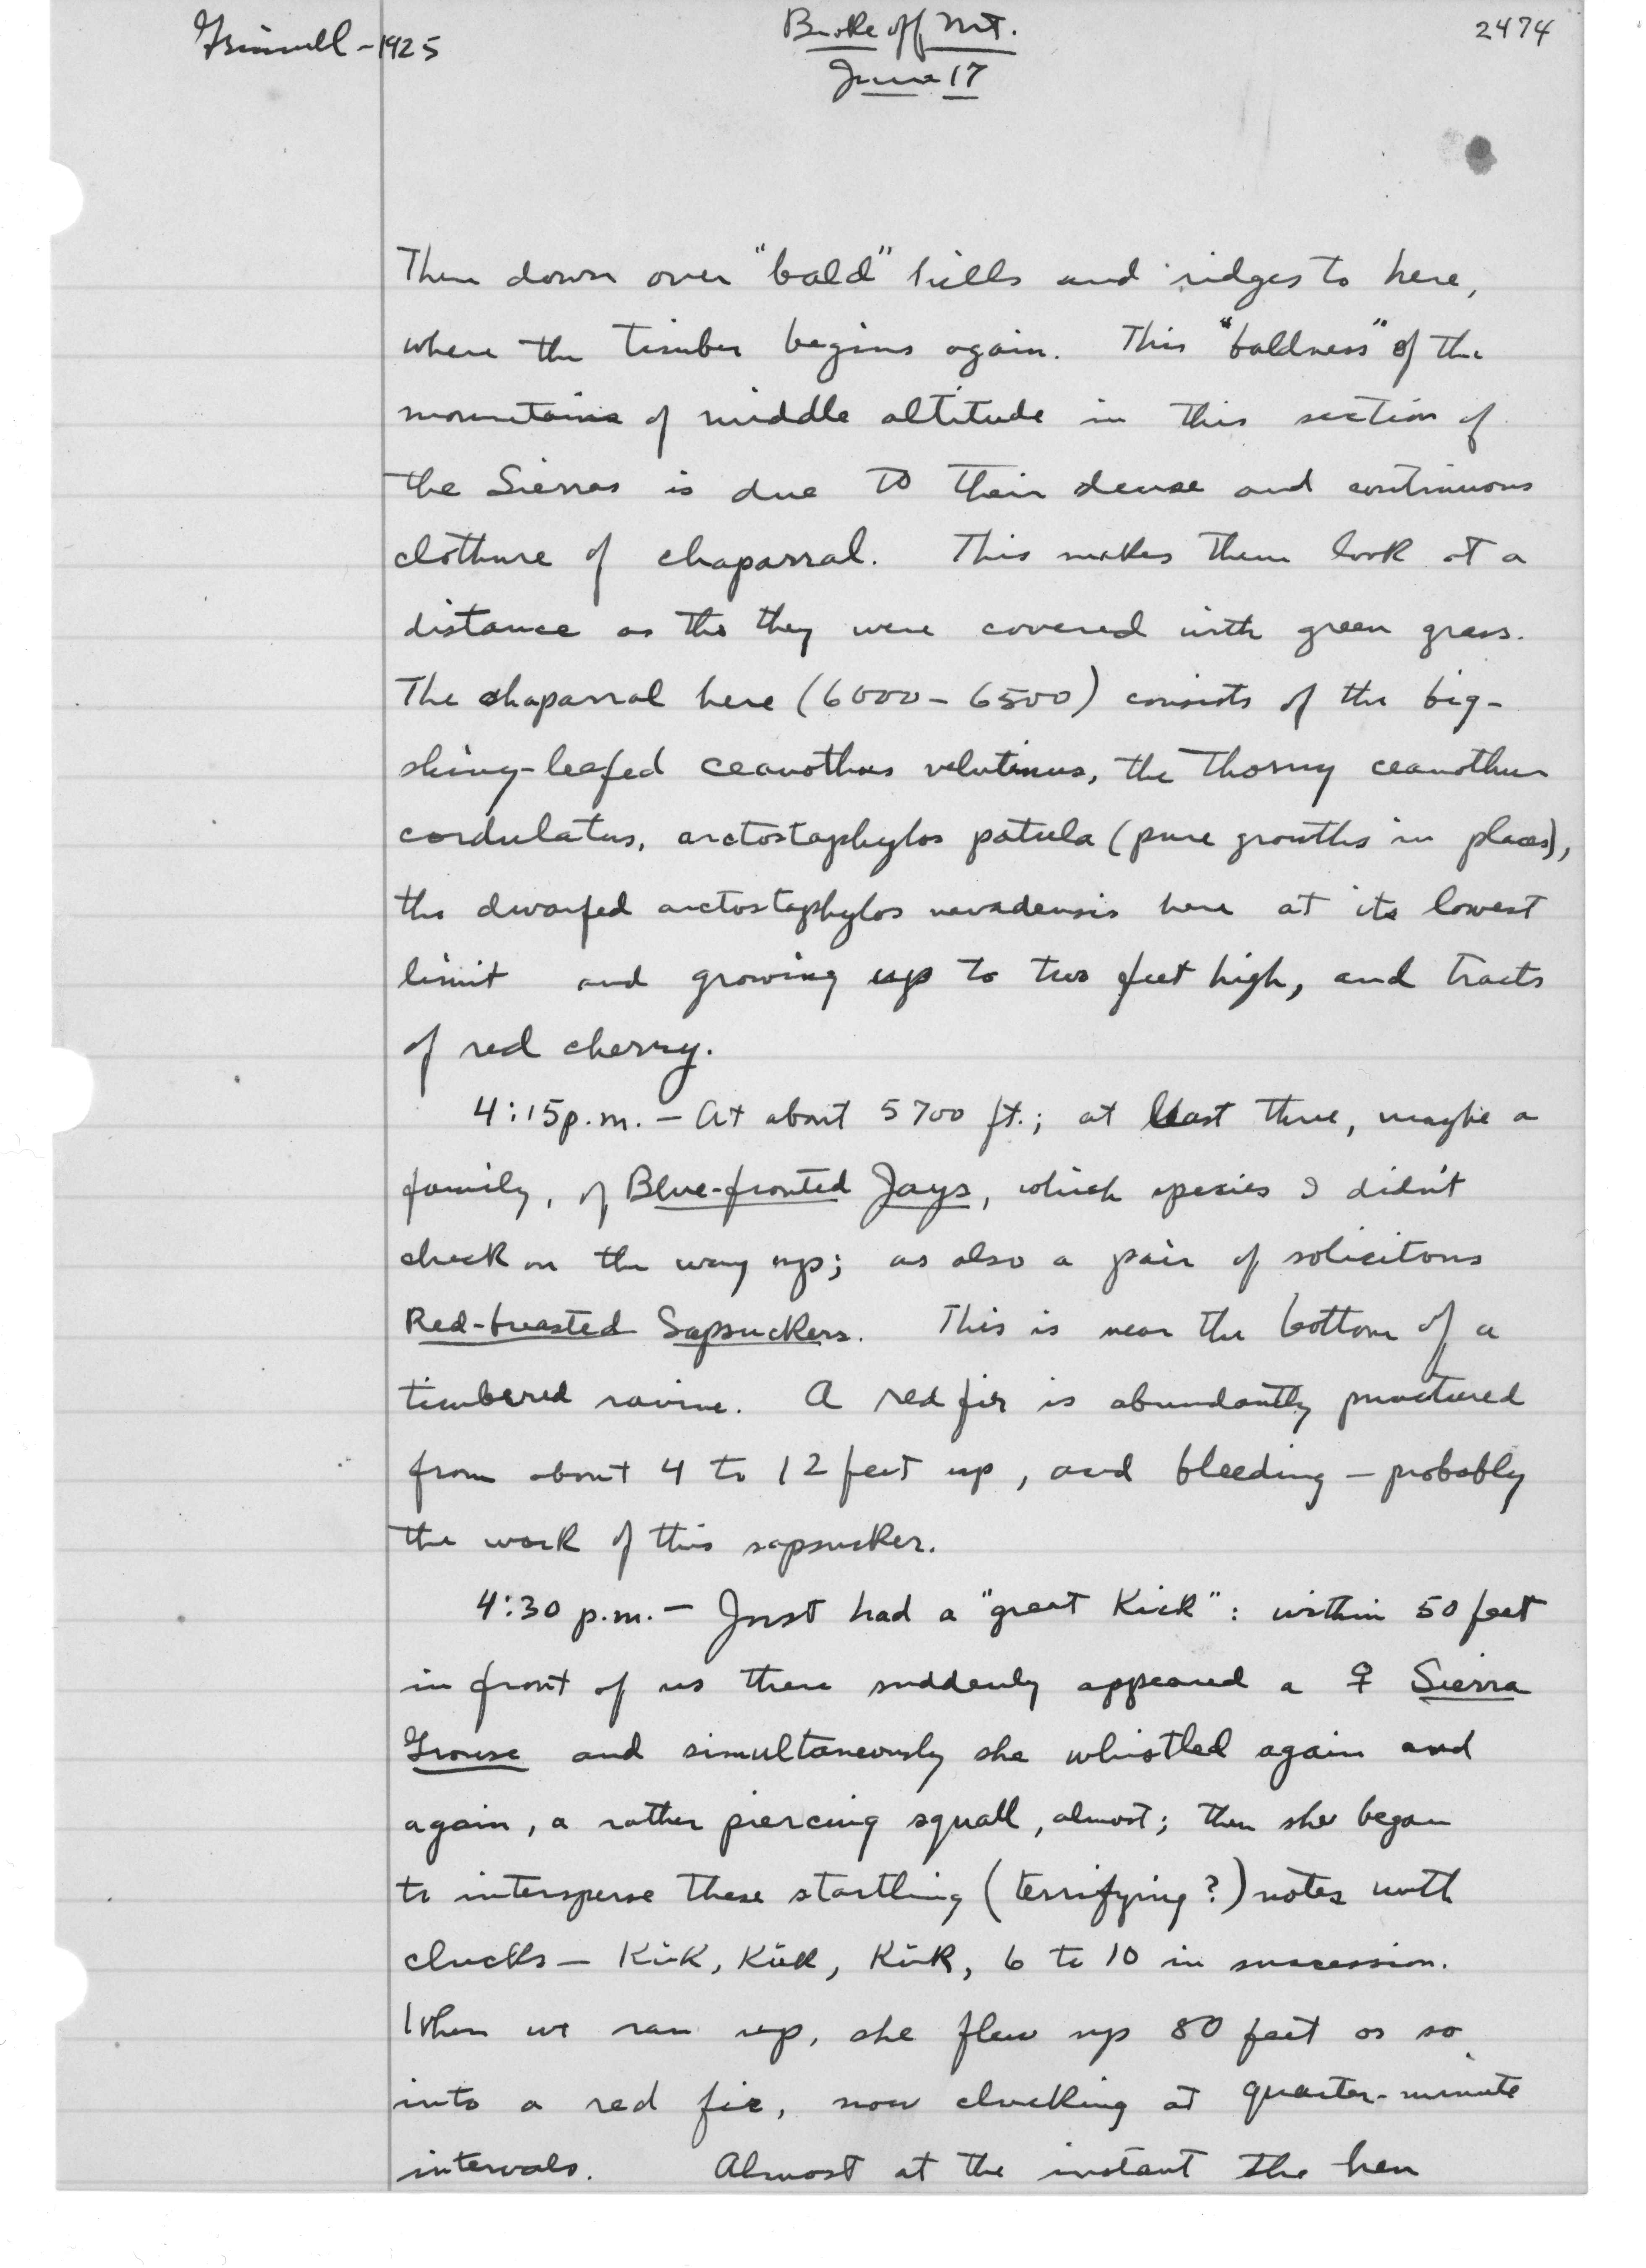 Grinnell - 1925
Broke off Mt.
2474
June 17
Then down over "bald" hills and ridges to here,
where the timber begins again. This "baldness" of the
mountains of middle altitude in this section of
the Sierras is due to their dense and continuous
clothure of chaparral. This makes them look at a
distance as tho they were covered with green grass.
The chaparral here (6000 - 6500) consists of the big-
shiny-leafed ceanothus velutinus, the thorny ceanothus
cordulatus, arctostaphylos patula (pure growths in places),
the dwarfed arctostaphylos nevadensis here at its lowest
limit and growing up to two feet high, and tracts
of red cherry.
4:15 p.m. - At about 5700 ft.; at least three, maybe a
family, of Blue-fronted Jays, which species I didn't
check on the way up; as also a pair of solicitous
Red-breasted Sapsuckers. This is near the bottom of a
timbered ravine. A red fir is abundantly punctured
from about 4 to 12 feet up, and bleeding - probably
the work of this sapsucker.
4:30 p.m. - Just had a "great kick": within 50 feet
in front of us there suddenly appeared a ♀ Sierra
Grouse and simultaneously she whistled again and
again, a rather piercing squall, almost; then she began
to intersperse these startling (terrifying?) notes with
clucks - kuk, kuk, kuk, 6 to 10 in succession.
When we ran up, she flew up 80 feet or so
into a red fir, now clucking at quarter-minute
intervals. Almost at the instant the hen